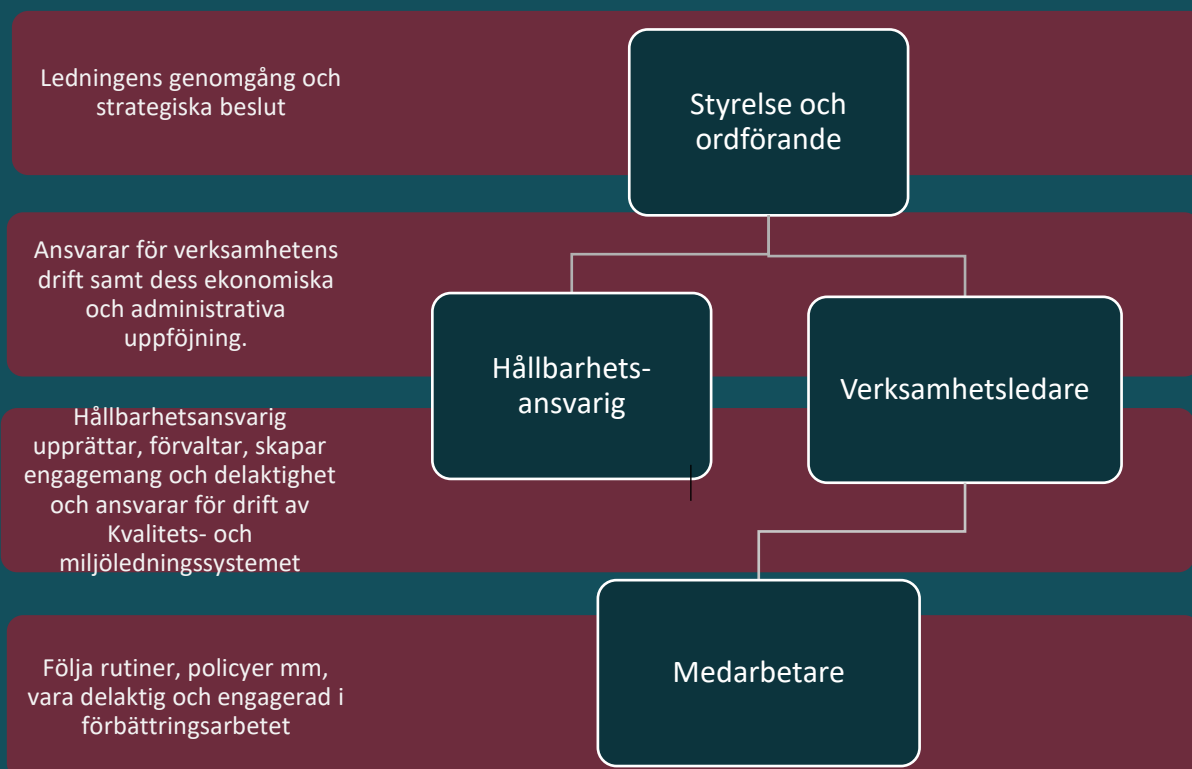 Ledningens genomgång och
strategiska beslut
Styrelse och
ordförande
Ansvarar för verksamhetens
drift samt dess ekonomiska
och administrativa
uppföjning.
Hållbarhets-
ansvarig
Verksamhetsledare
Hållbarhetsansvarig
upprättar, förvaltar, skapar
engagemang och delaktighet
och ansvarar för drift av
Kvalitets- och
miljöledningssystemet
Följa rutiner, policyer mm,
vara delaktig och engagerad i
förbättringsarbetet
Medarbetare